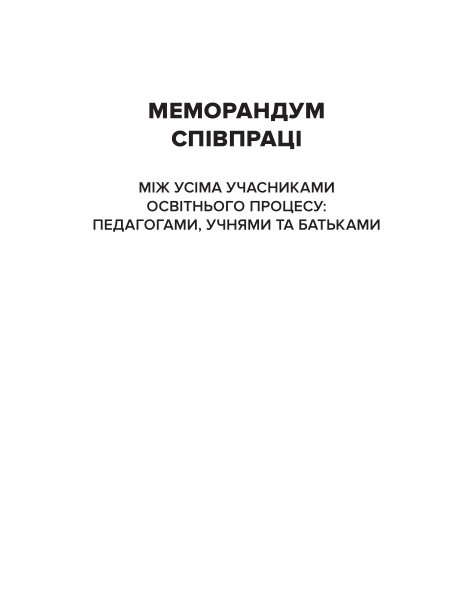 МЕМОРАНДУМ
СПІВПРАЦІ
МІЖ УСІМА УЧАСНИКАМИ
ОСВІТНЬОГО ПРОЦЕСУ:
ПЕДАГОГАМИ, УЧНЯМИ ТА БАТЬКАМИ